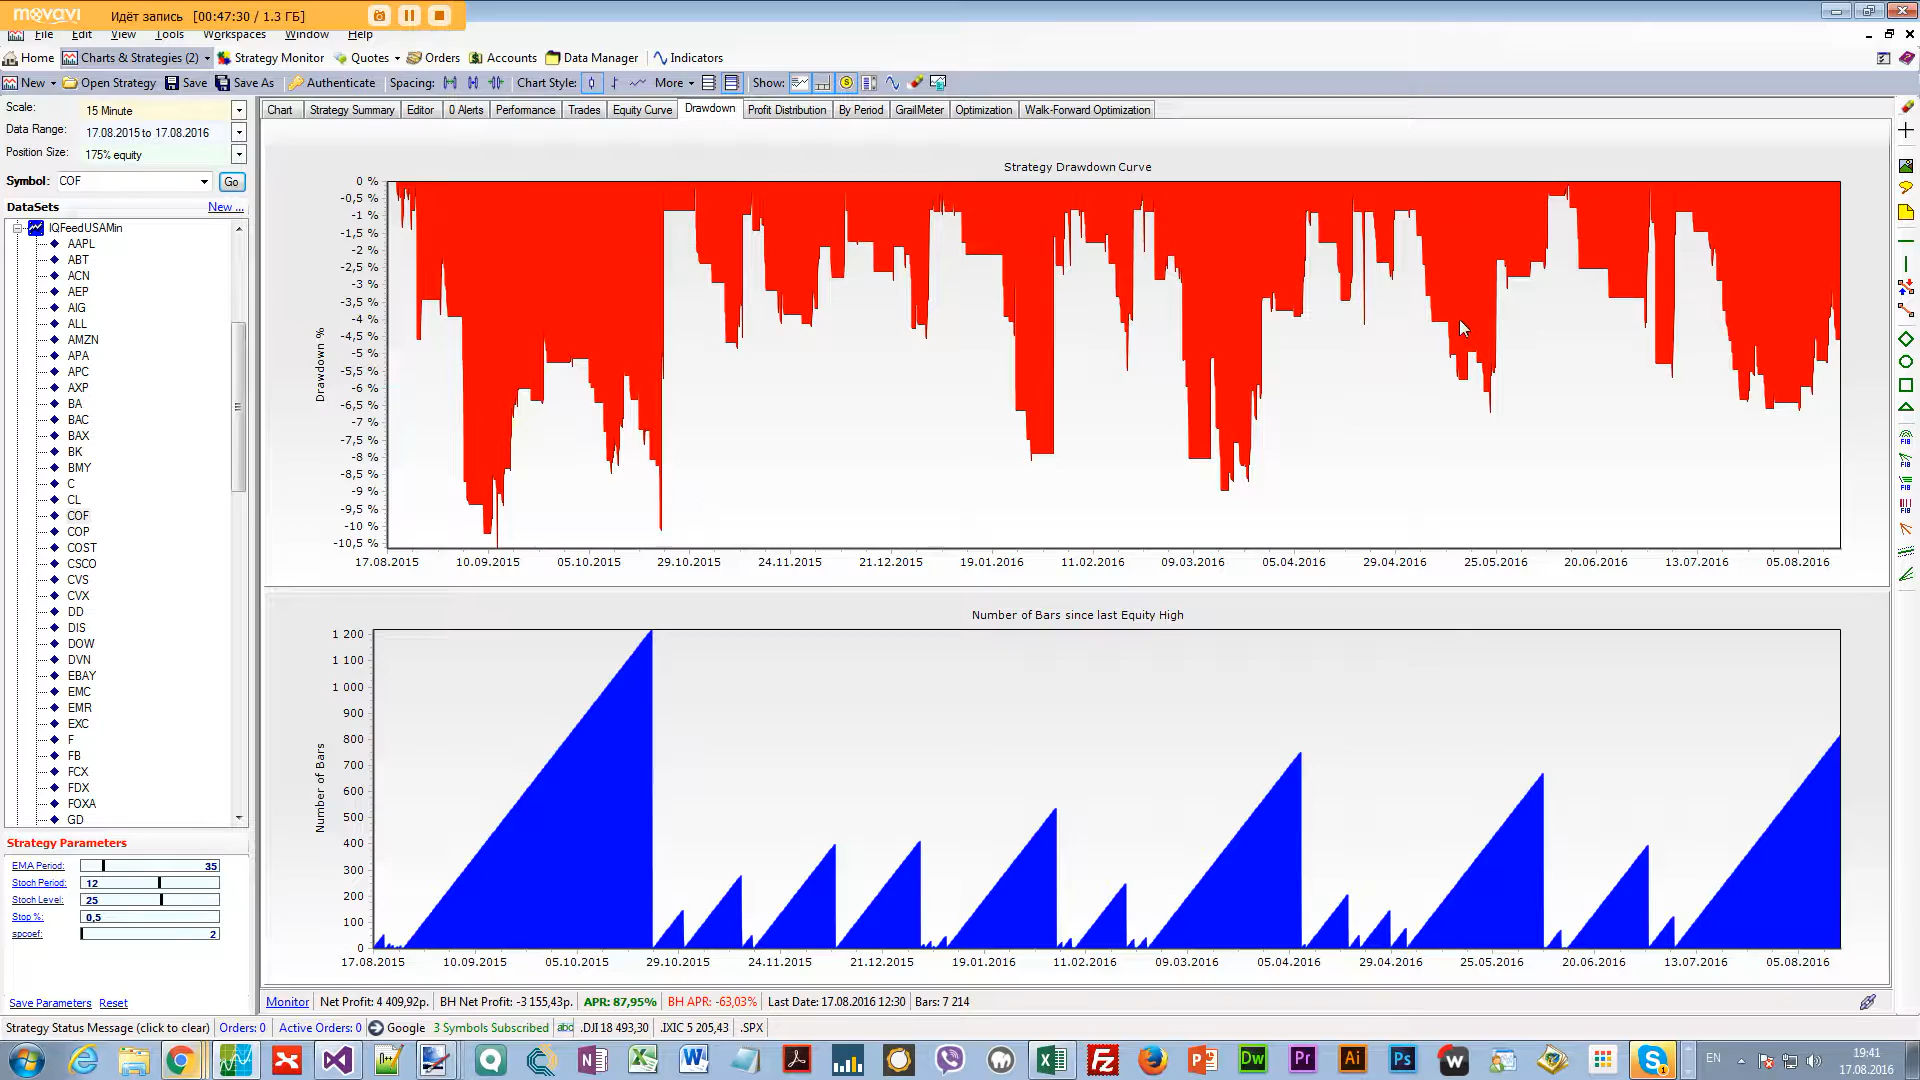 movavi Идёт запись [00:47:30 / 1.3 ГБ]
File Edit View Tools Workspaces Window Help
Home Charts & Strategies (2) Strategy Monitor Quotes Orders Accounts Data Manager Indicators
New Open Strategy Save Save As Authenticate Spacing: Chart Style: More Show:
Scale: 15 Minute
Data Range: 17.08.2015 to 17.08.2016
Position Size: 175% equity
Symbol: COF Go
DataSets New ...
IQFeedUSAMin
AAPL
ABT
ACN
AEP
AIG
ALL
AMZN
APA
APC
AXP
BA
BAC
BAX
BK
BMY
C
CL
COF
COP
COST
CSCO
CVS
CVX
DD
DIS
DOW
DVN
EBAY
EMC
EMR
EXC
F
FB
FCX
FDX
FOXA
GD
Strategy Parameters
EMA Period: 35
Stoch Period: 12
Stoch Level: 25
Stop %: 0,5
spcoef: 2
Save Parameters Reset
Chart Strategy Summary Editor 0 Alerts Performance Trades Equity Curve Drawdown Profit Distribution By Period GrailMeter Optimization Walk-Forward Optimization
Strategy Drawdown Curve
Drawdown %
0 %
-0,5 %
-1 %
-1,5 %
-2 %
-2,5 %
-3 %
-3,5 %
-4 %
-4,5 %
-5 %
-5,5 %
-6 %
-6,5 %
-7 %
-7,5 %
-8 %
-8,5 %
-9 %
-9,5 %
-10 %
-10,5 %
17.08.2015 10.09.2015 05.10.2015 29.10.2015 24.11.2015 21.12.2015 19.01.2016 11.02.2016 09.03.2016 05.04.2016 29.04.2016 25.05.2016 20.06.2016 13.07.2016 05.08.2016
Number of Bars since last Equity High
Number of Bars
1 200
1 100
1 000
900
800
700
600
500
400
300
200
100
0
17.08.2015 10.09.2015 05.10.2015 29.10.2015 24.11.2015 21.12.2015 19.01.2016 11.02.2016 09.03.2016 05.04.2016 29.04.2016 25.05.2016 20.06.2016 13.07.2016 05.08.2016
FIB
FIB
FIB
FIB
Monitor Net Profit: 4 409,92р. BH Net Profit: -3 155,43р. APR: 87,95% BH APR: -63,03% Last Date: 17.08.2016 12:30 Bars: 7 214
Strategy Status Message (click to clear) Orders: 0 Active Orders: 0 Google 3 Symbols Subscribed abc .DJI 18 493,30 .IXIC 5 205,43 .SPX
Dw Pr Ai Ps
EN 19:41
17.08.2016